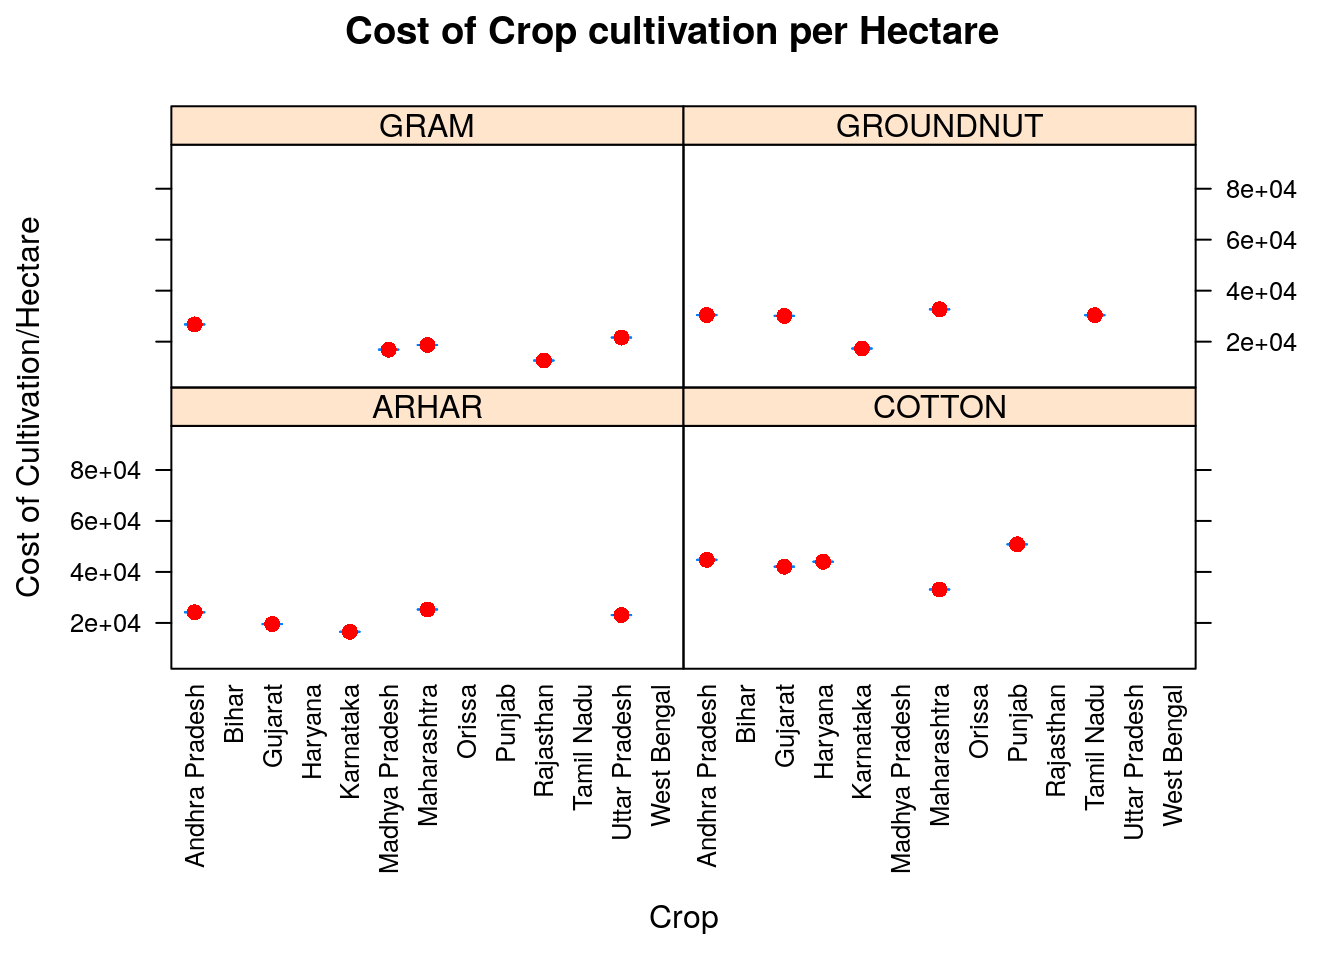 Cost of Crop cultivation per Hectare
GRAM
GROUNDNUT
8e+04
6e+04
4e+04
2e+04
Cost of Cultivation/Hectare
ARHAR
COTTON
8e+04
6e+04
4e+04
2e+04
Andhra Pradesh
Bihar
Gujarat
Haryana
Karnataka
Madhya Pradesh
Maharashtra
Orissa
Punjab
Rajasthan
Tamil Nadu
Uttar Pradesh
West Bengal
Andhra Pradesh
Bihar
Gujarat
Haryana
Karnataka
Madhya Pradesh
Maharashtra
Orissa
Punjab
Rajasthan
Tamil Nadu
Uttar Pradesh
West Bengal
Crop